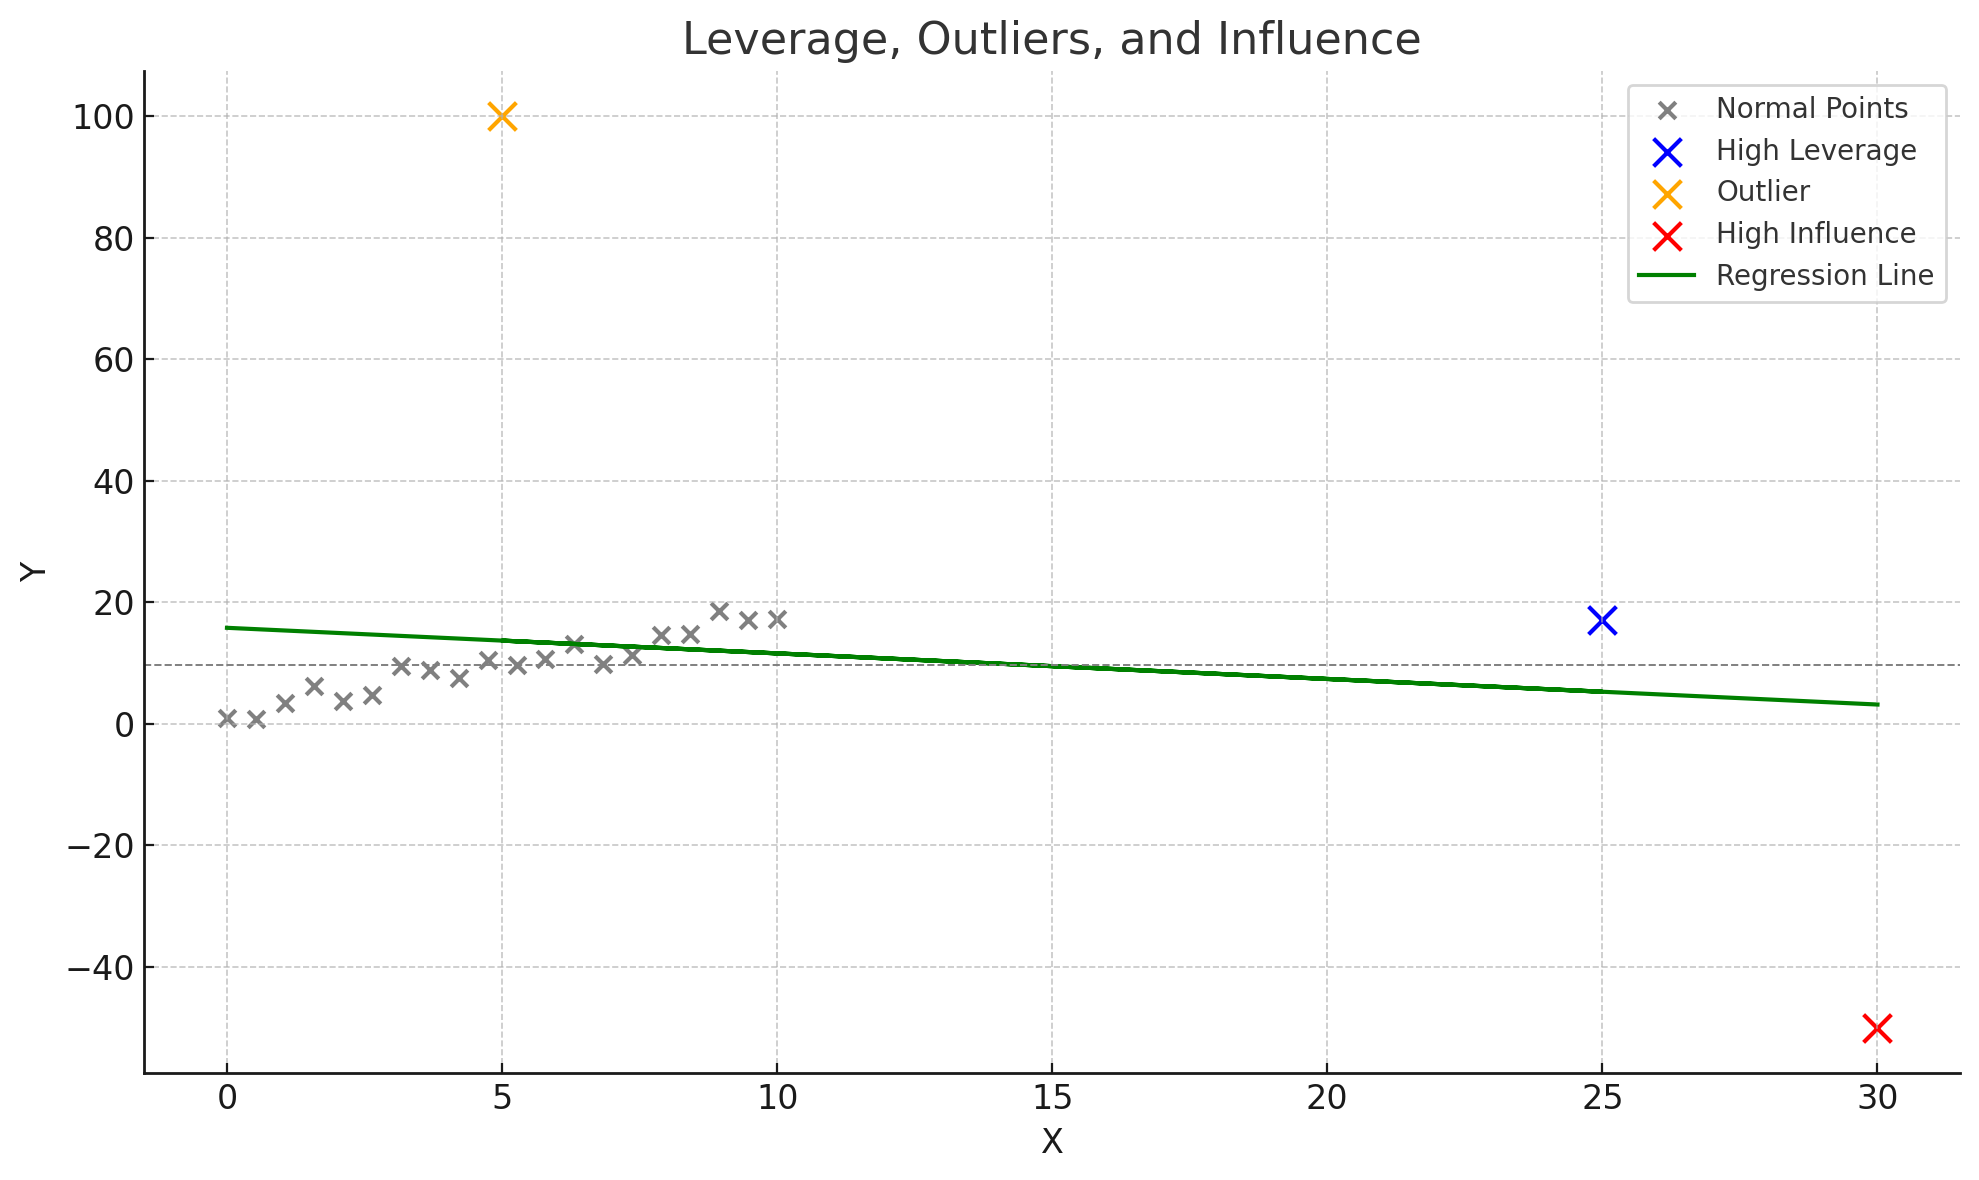 Leverage, Outliers, and Influence
Normal Points
High Leverage
Outlier
High Influence
Regression Line
100
80
60
40
20
0
−20
−40
Y
0 5 10 15 20 25 30
X